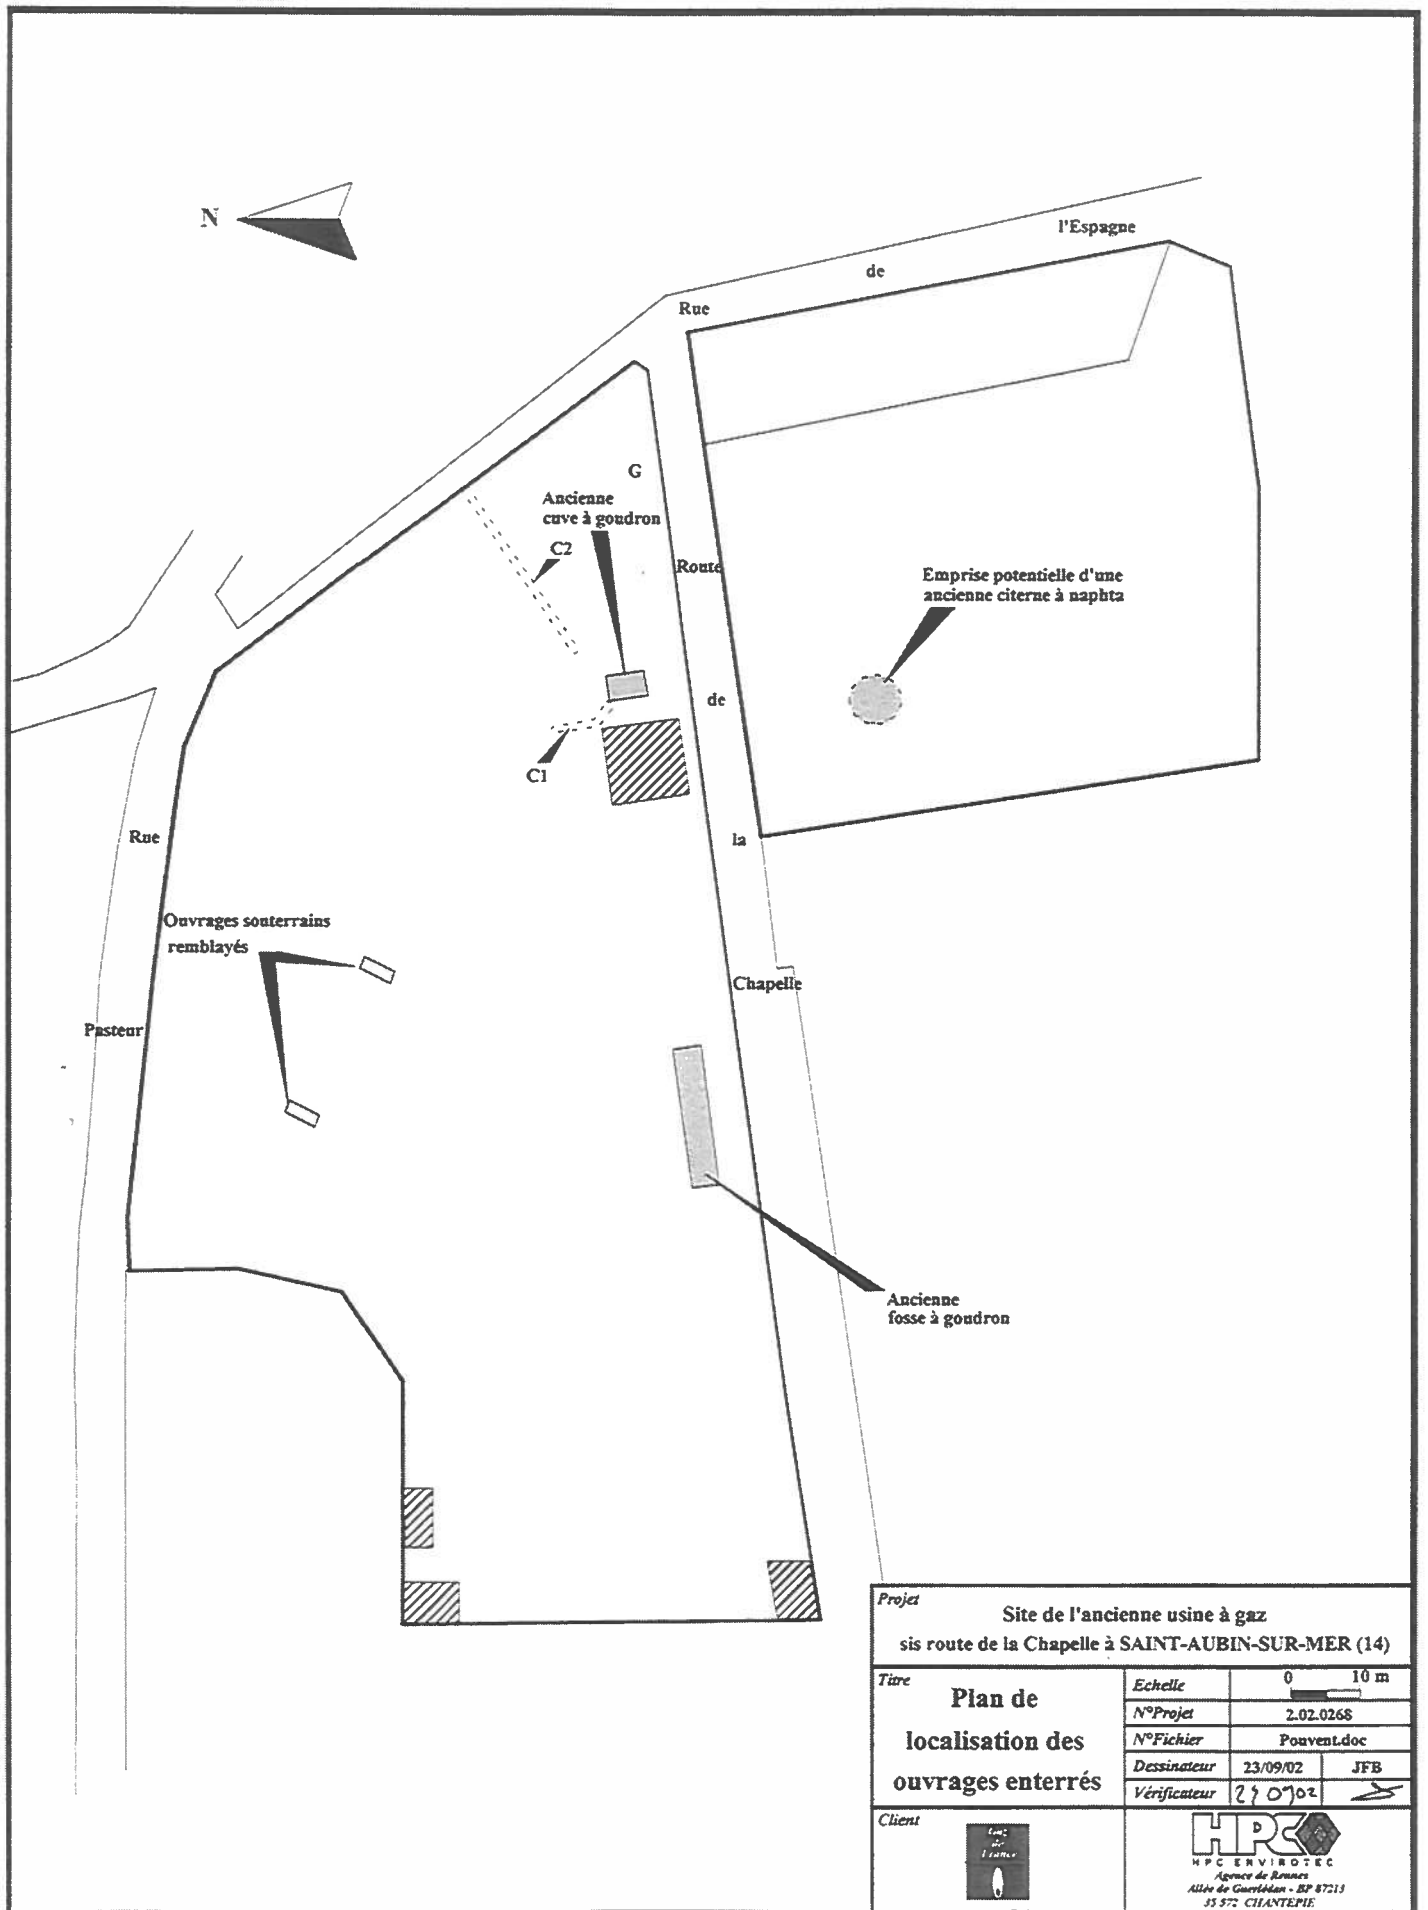 N
l'Espagne
de
Rue
G
Ancienne
cuve à goudron
C2
Route
Emprise potentielle d'une
ancienne citerne à naphta
de
C1
Rue
la
Ouvrages souterrains
remblayés
Chapelle
Pasteur
Ancienne
fosse à goudron
Projet
Site de l'ancienne usine à gaz
sis route de la Chapelle à SAINT-AUBIN-SUR-MER (14)
Titre
Plan de
localisation des
ouvrages enterrés
Echelle 0 10 m
N°Projet 2.02.0268
N°Fichier Pouvent.doc
Dessinateur 23/09/02 JFB
Vérificateur
Client
Gaz
de
France
HPC
HPC ENVIROTEC
Agence de Rennes
Allée de Guerlédan - BP 87213
35 572 CHANTEPIE